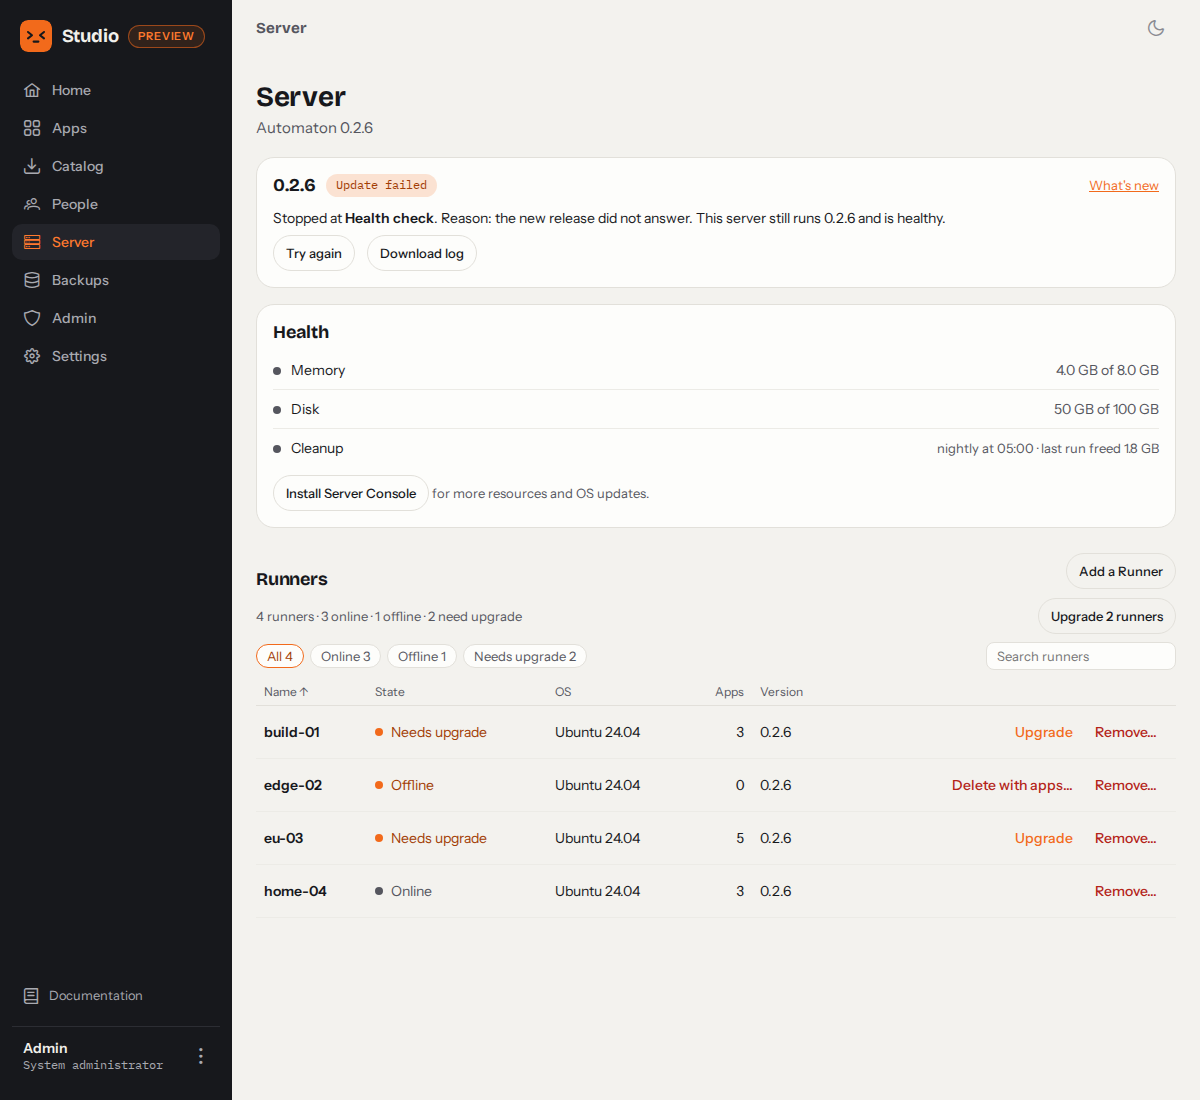 Studio PREVIEW
Home
Apps
Catalog
People
Server
Backups
Admin
Settings
Documentation
Admin
System administrator
Server
Server
Automaton 0.2.6
0.2.6 Update failed What's new
Stopped at Health check. Reason: the new release did not answer. This server still runs 0.2.6 and is healthy.
Try again Download log
Health
Memory 4.0 GB of 8.0 GB
Disk 50 GB of 100 GB
Cleanup nightly at 05:00 · last run freed 1.8 GB
Install Server Console for more resources and OS updates.
Runners Add a Runner
4 runners · 3 online · 1 offline · 2 need upgrade Upgrade 2 runners
All 4 Online 3 Offline 1 Needs upgrade 2 Search runners
Name ↑ State OS Apps Version
build-01 Needs upgrade Ubuntu 24.04 3 0.2.6 Upgrade Remove...
edge-02 Offline Ubuntu 24.04 0 0.2.6 Delete with apps... Remove...
eu-03 Needs upgrade Ubuntu 24.04 5 0.2.6 Upgrade Remove...
home-04 Online Ubuntu 24.04 3 0.2.6 Remove...